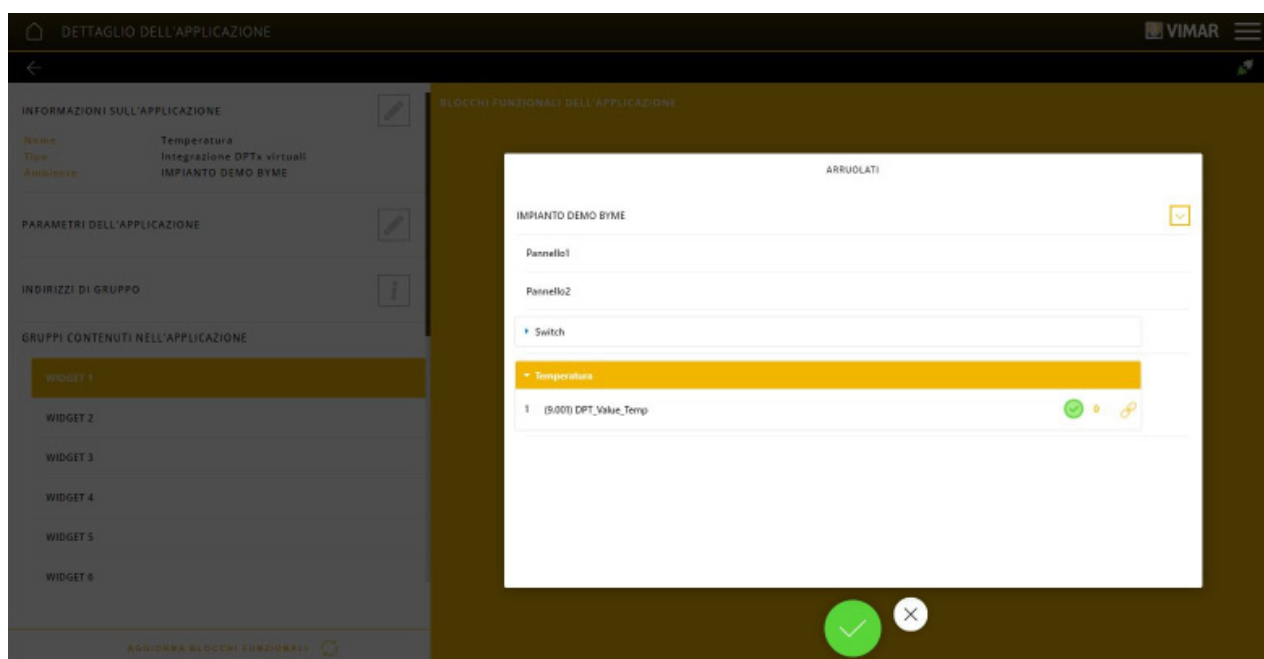 DETTAGLIO DELL'APPLICAZIONE
VIMAR
INFORMAZIONI SULL'APPLICAZIONE
Nome Temperatura
Tipo Integrazione DPTx virtuali
Ambiente IMPIANTO DEMO BYME
PARAMETRI DELL'APPLICAZIONE
INDIRIZZI DI GRUPPO
i
GRUPPI CONTENUTI NELL'APPLICAZIONE
WIDGET 1
WIDGET 2
WIDGET 3
WIDGET 4
WIDGET 5
WIDGET 6
AGGIORNA BLOCCHI FUNZIONALI
BLOCCHI FUNZIONALI DELL'APPLICAZIONE
ARRUOLATI
IMPIANTO DEMO BYME
Pannello1
Pannello2
Switch
Temperatura
1 (9.001) DPT_Value_Temp 0